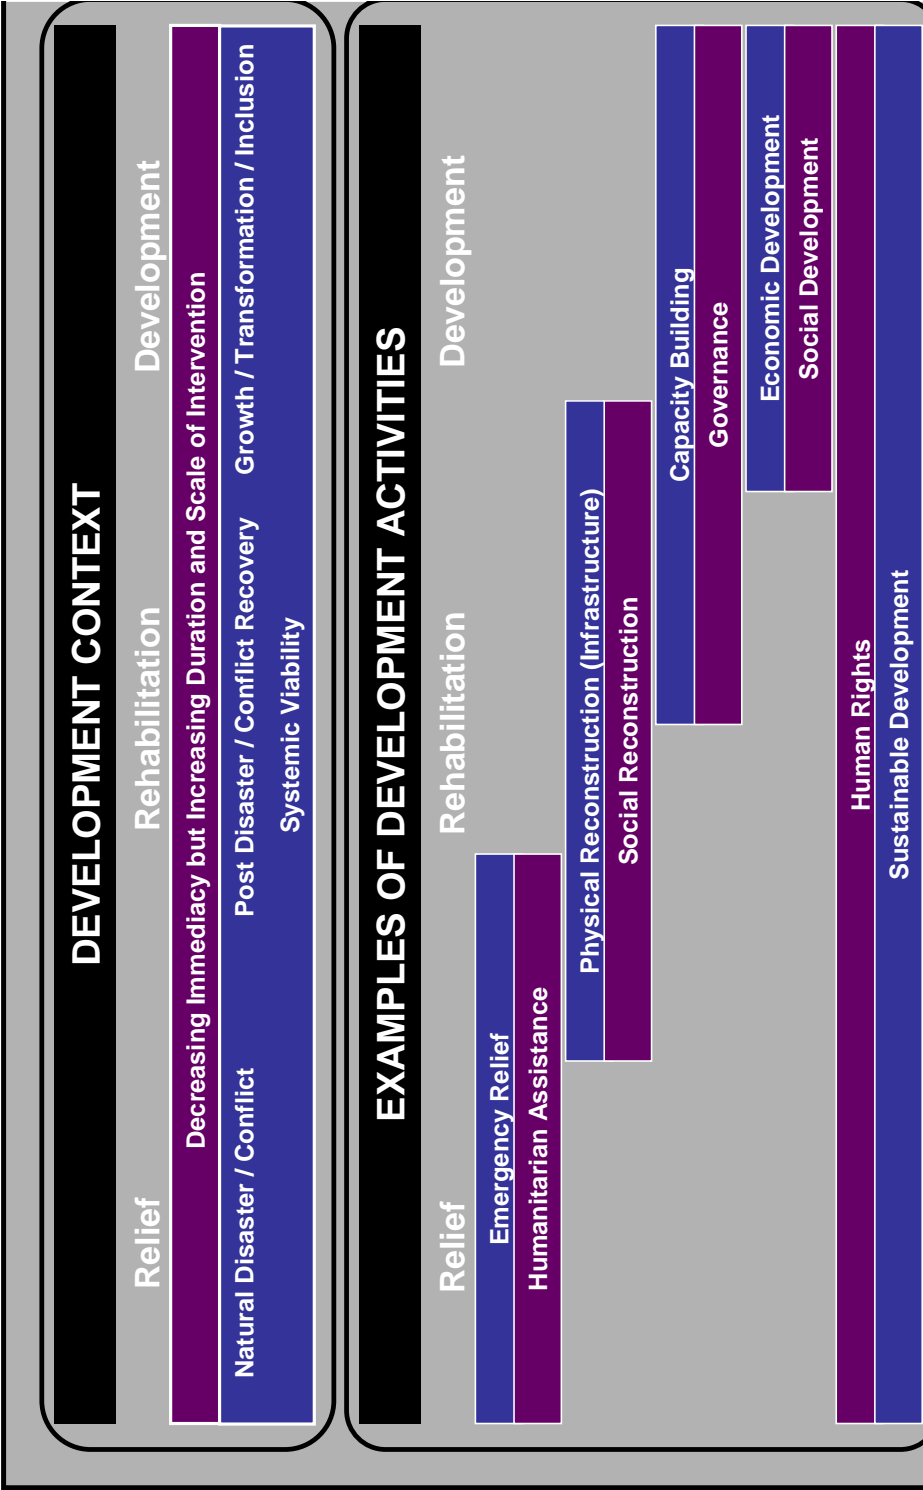 DEVELOPMENT CONTEXT
Relief Rehabilitation Development
Decreasing Immediacy but Increasing Duration and Scale of Intervention
Natural Disaster / Conflict Post Disaster / Conflict Recovery Growth / Transformation / Inclusion
Systemic Viability
EXAMPLES OF DEVELOPMENT ACTIVITIES
Relief Rehabilitation Development
Emergency Relief
Humanitarian Assistance
Physical Reconstruction (Infrastructure)
Social Reconstruction
Capacity Building
Governance
Economic Development
Social Development
Human Rights
Sustainable Development